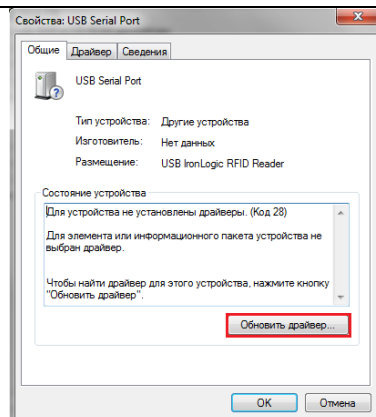 Свойства: USB Serial Port
Общие Драйвер Сведения
USB Serial Port
Тип устройства: Другие устройства
Изготовитель: Нет данных
Размещение: USB IronLogic RFID Reader
Состояние устройства
Для устройства не установлены драйверы. (Код 28)
Для элемента или информационного пакета устройства не
выбран драйвер.
Чтобы найти драйвер для этого устройства, нажмите кнопку
"Обновить драйвер".
Обновить драйвер...
OK Отмена